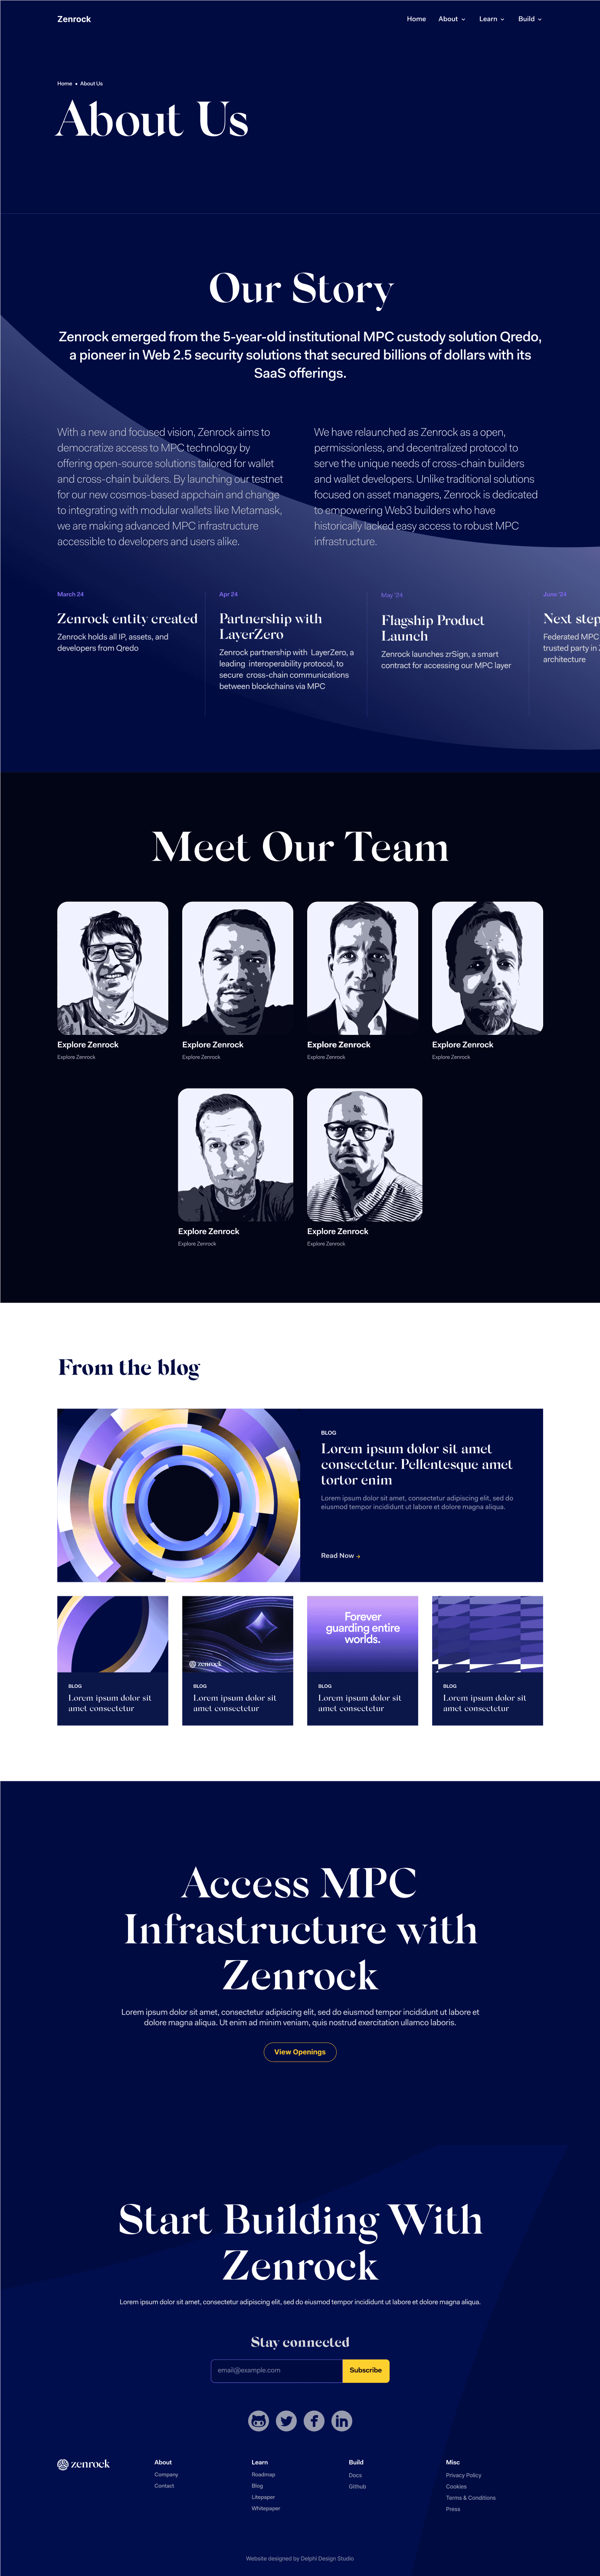 Zenrock
Home About Learn Build
Home • About Us
About Us
Our Story
Zenrock emerged from the 5-year-old institutional MPC custody solution Qredo,
a pioneer in Web 2.5 security solutions that secured billions of dollars with its
SaaS offerings.
With a new and focused vision, Zenrock aims to
democratize access to MPC technology by
offering open-source solutions tailored for wallet
and cross-chain builders. By launching our testnet
for our new cosmos-based appchain and change
to integrating with modular wallets like Metamask,
we are making advanced MPC infrastructure
accessible to developers and users alike.
We have relaunched as Zenrock as a open,
permissionless, and decentralized protocol to
serve the unique needs of cross-chain builders
and wallet developers. Unlike traditional solutions
focused on asset managers, Zenrock is dedicated
to empowering Web3 builders who have
historically lacked easy access to robust MPC
infrastructure.
March 24
Zenrock entity created
Zenrock holds all IP, assets, and
developers from Qredo
Apr 24
Partnership with
LayerZero
Zenrock partnership with LayerZero, a
leading interoperability protocol, to
secure cross-chain communications
between blockchains via MPC
May '24
Flagship Product
Launch
Zenrock launches zrSign, a smart
contract for accessing our MPC layer
June '24
Next step
Federated MPC
trusted party in
architecture
Meet Our Team
Explore Zenrock
Explore Zenrock
Explore Zenrock
Explore Zenrock
Explore Zenrock
Explore Zenrock
Explore Zenrock
Explore Zenrock
Explore Zenrock
Explore Zenrock
Explore Zenrock
Explore Zenrock
From the blog
BLOG
Lorem ipsum dolor sit amet
consectetur. Pellentesque amet
tortor enim
Lorem ipsum dolor sit amet, consectetur adipiscing elit, sed do
eiusmod tempor incididunt ut labore et dolore magna aliqua.
Read Now →
BLOG
Lorem ipsum dolor sit
amet consectetur
zenrock
BLOG
Lorem ipsum dolor sit
amet consectetur
Forever
guarding entire
worlds.
BLOG
Lorem ipsum dolor sit
amet consectetur
BLOG
Lorem ipsum dolor sit
amet consectetur
Access MPC
Infrastructure with
Zenrock
Lorem ipsum dolor sit amet, consectetur adipiscing elit, sed do eiusmod tempor incididunt ut labore et
dolore magna aliqua. Ut enim ad minim veniam, quis nostrud exercitation ullamco laboris.
View Openings
Start Building With
Zenrock
Lorem ipsum dolor sit amet, consectetur adipiscing elit, sed do eiusmod tempor incididunt ut labore et dolore magna aliqua.
Stay connected
email@example.com
Subscribe
zenrock
About
Company
Contact
Learn
Roadmap
Blog
Litepaper
Whitepaper
Build
Docs
Github
Misc
Privacy Policy
Cookies
Terms & Conditions
Press
Website designed by Delphi Design Studio